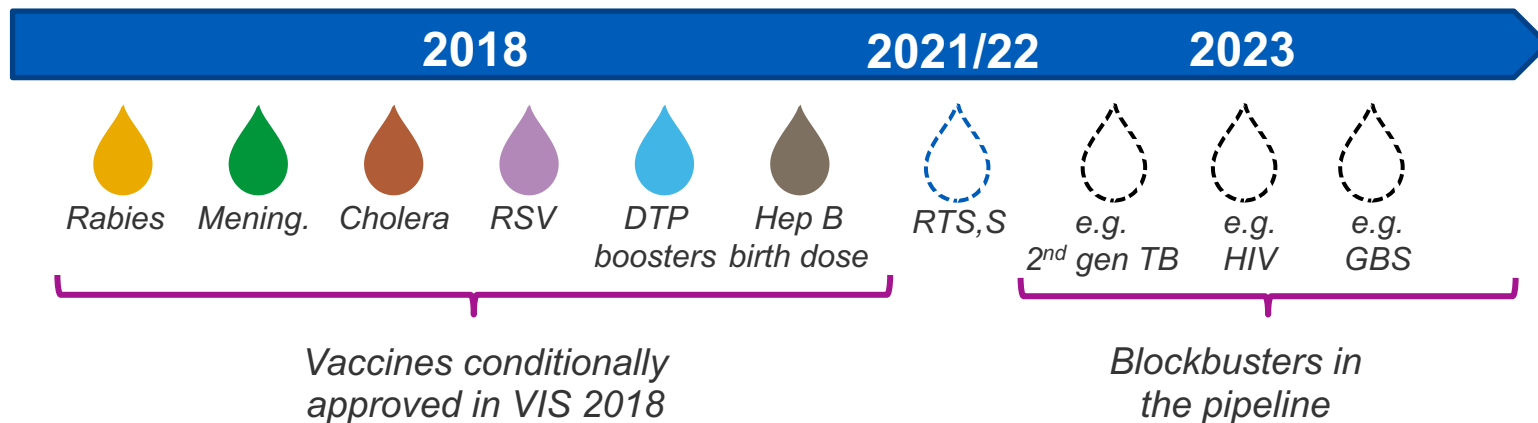 2018 2021/22 2023
Rabies Mening. Cholera RSV DTP boosters Hep B birth dose RTS,S e.g. 2nd gen TB e.g. HIV e.g. GBS
Vaccines conditionally
approved in VIS 2018
Blockbusters in
the pipeline